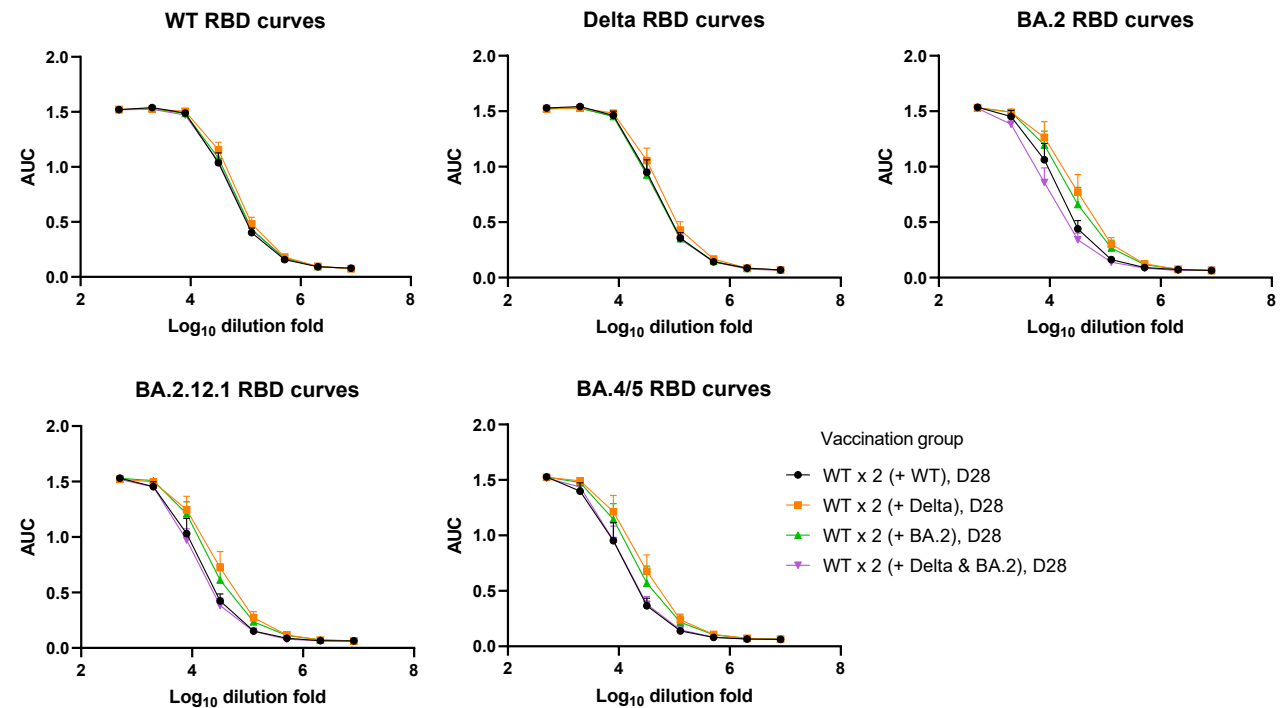 WT RBD curves
2.0
1.5
1.0
0.5
0.0
AUC
2 4 6 8
Log10 dilution fold
Delta RBD curves
2.0
1.5
1.0
0.5
0.0
AUC
2 4 6 8
Log10 dilution fold
BA.2 RBD curves
2.0
1.5
1.0
0.5
0.0
AUC
2 4 6 8
Log10 dilution fold
BA.2.12.1 RBD curves
2.0
1.5
1.0
0.5
0.0
AUC
2 4 6 8
Log10 dilution fold
BA.4/5 RBD curves
2.0
1.5
1.0
0.5
0.0
AUC
2 4 6 8
Log10 dilution fold
Vaccination group
WT x 2 (+ WT), D28
WT x 2 (+ Delta), D28
WT x 2 (+ BA.2), D28
WT x 2 (+ Delta & BA.2), D28